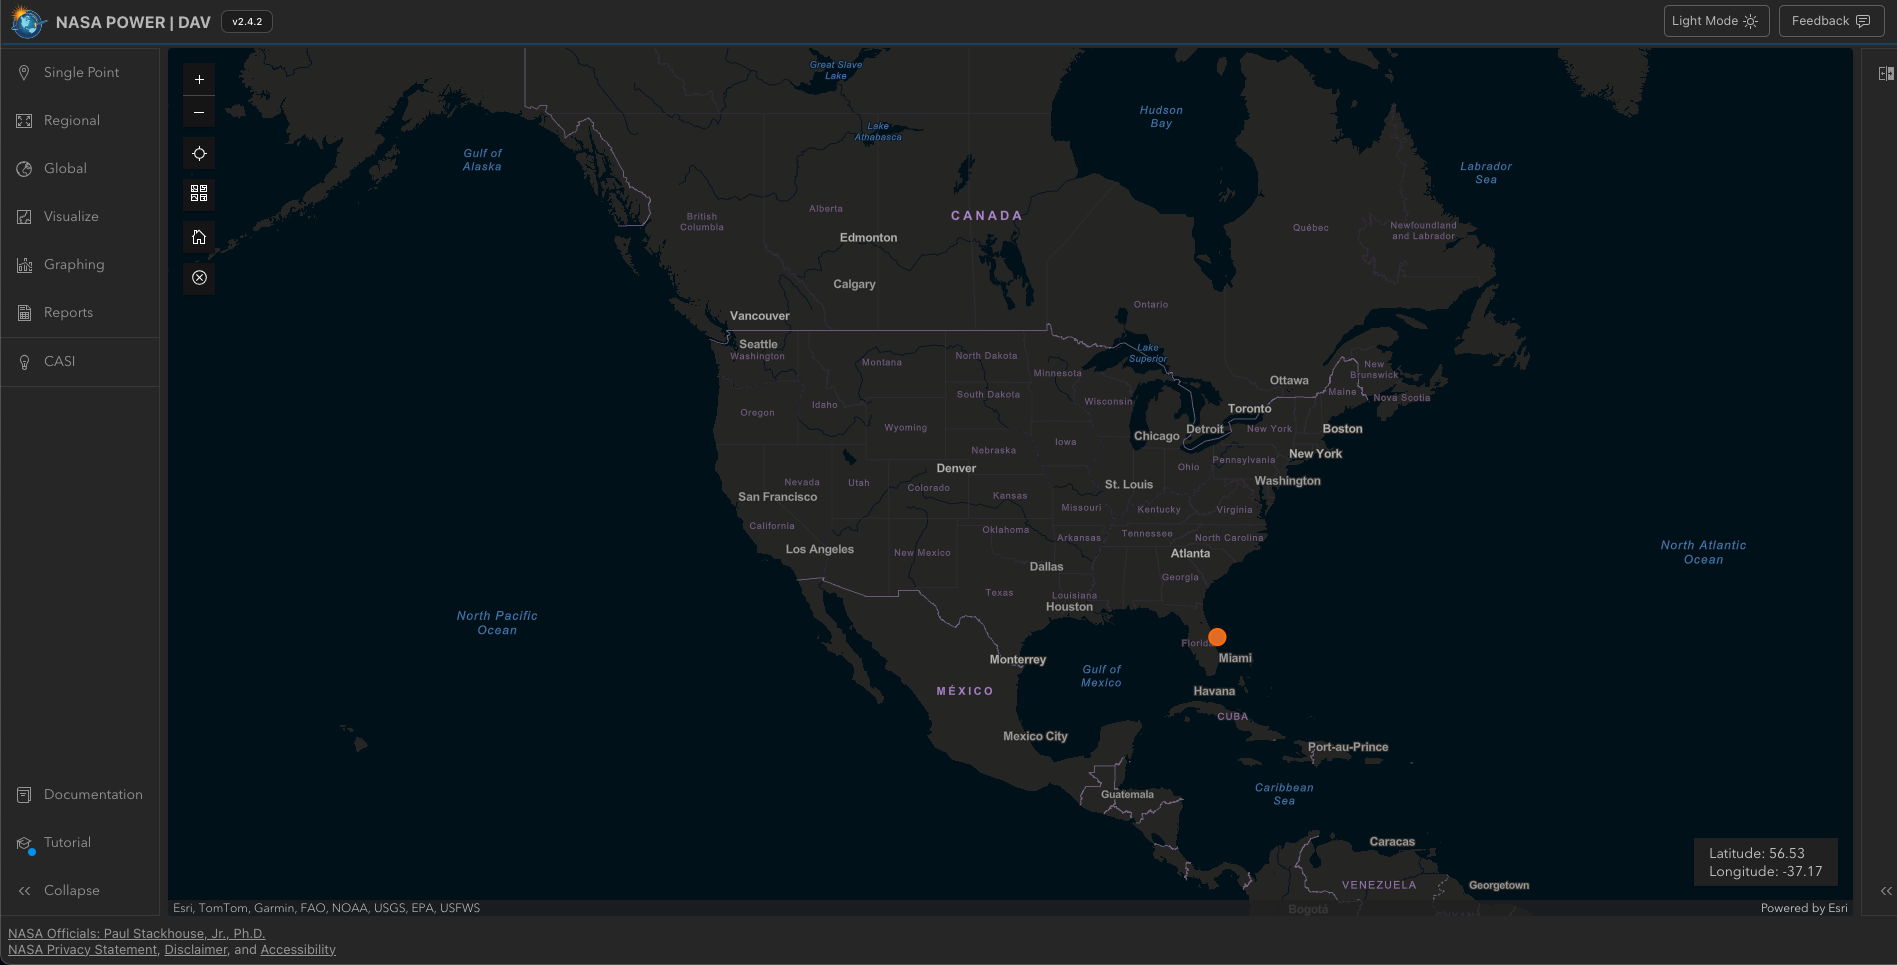 NASA POWER | DAV
v2.4.2
Light Mode
Feedback
Single Point
Regional
Global
Visualize
Graphing
Reports
CASI
Documentation
Tutorial
Collapse
Great Slave
Lake
Lake
Athabasca
Hudson
Bay
Gulf of
Alaska
Labrador
Sea
British
Columbia
Alberta
CANADA
Edmonton
Québec
Newfoundland
and Labrador
Calgary
Ontario
Vancouver
Seattle
Washington
Montana
North Dakota
Minnesota
Lake
Superior
Ottawa
New
Brunswick
Maine
Nova Scotia
Oregon
Idaho
South Dakota
Wisconsin
Toronto
Wyoming
Chicago
Detroit
New York
Boston
Nebraska
Iowa
New York
Denver
Ohio
Pennsylvania
Washington
Nevada
Utah
Colorado
Kansas
St. Louis
San Francisco
Missouri
Kentucky
Virginia
California
Oklahoma
Arkansas
Tennessee
North Carolina
Los Angeles
New Mexico
Atlanta
North Atlantic
Ocean
Dallas
Georgia
Texas
Louisiana
Houston
North Pacific
Ocean
Florida
Miami
Monterrey
Gulf of
Mexico
MÉXICO
Havana
CUBA
Mexico City
Port-au-Prince
Caribbean
Sea
Guatemala
Caracas
VENEZUELA
Georgetown
Bogotá
Latitude: 56.53
Longitude: -37.17
Esri, TomTom, Garmin, FAO, NOAA, USGS, EPA, USFWS
Powered by Esri
NASA Officials: Paul Stackhouse, Jr., Ph.D.
NASA Privacy Statement, Disclaimer, and Accessibility